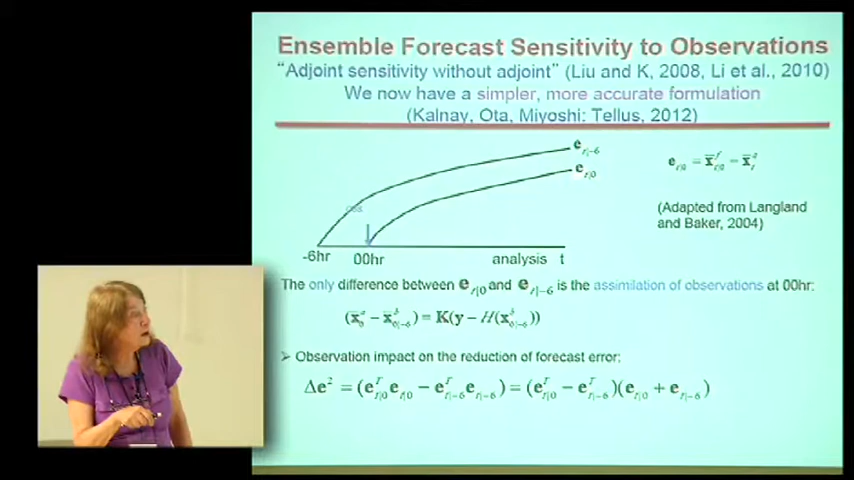 Ensemble Forecast Sensitivity to Observations
“Adjoint sensitivity without adjoint” (Liu and K, 2008, Li et al., 2010)
We now have a simpler, more accurate formulation
(Kalnay, Ota, Miyoshi: Tellus, 2012)
e_{t|-6}
e_{t|0}
e_{t|0} = x̄^f_{t|0} − x̄^a_t
(Adapted from Langland
and Baker, 2004)
-6hr 00hr analysis t
The only difference between e_{t|0} and e_{t|-6} is the assimilation of observations at 00hr:
(x̄^a_0 − x̄^b_{0|-6}) = K(y − H(x^b_{0|-6}))
➢ Observation impact on the reduction of forecast error:
Δe² = (e^T_{t|0} e_{t|0} − e^T_{t|-6} e_{t|-6}) = (e^T_{t|0} − e^T_{t|-6})(e_{t|0} + e_{t|-6})